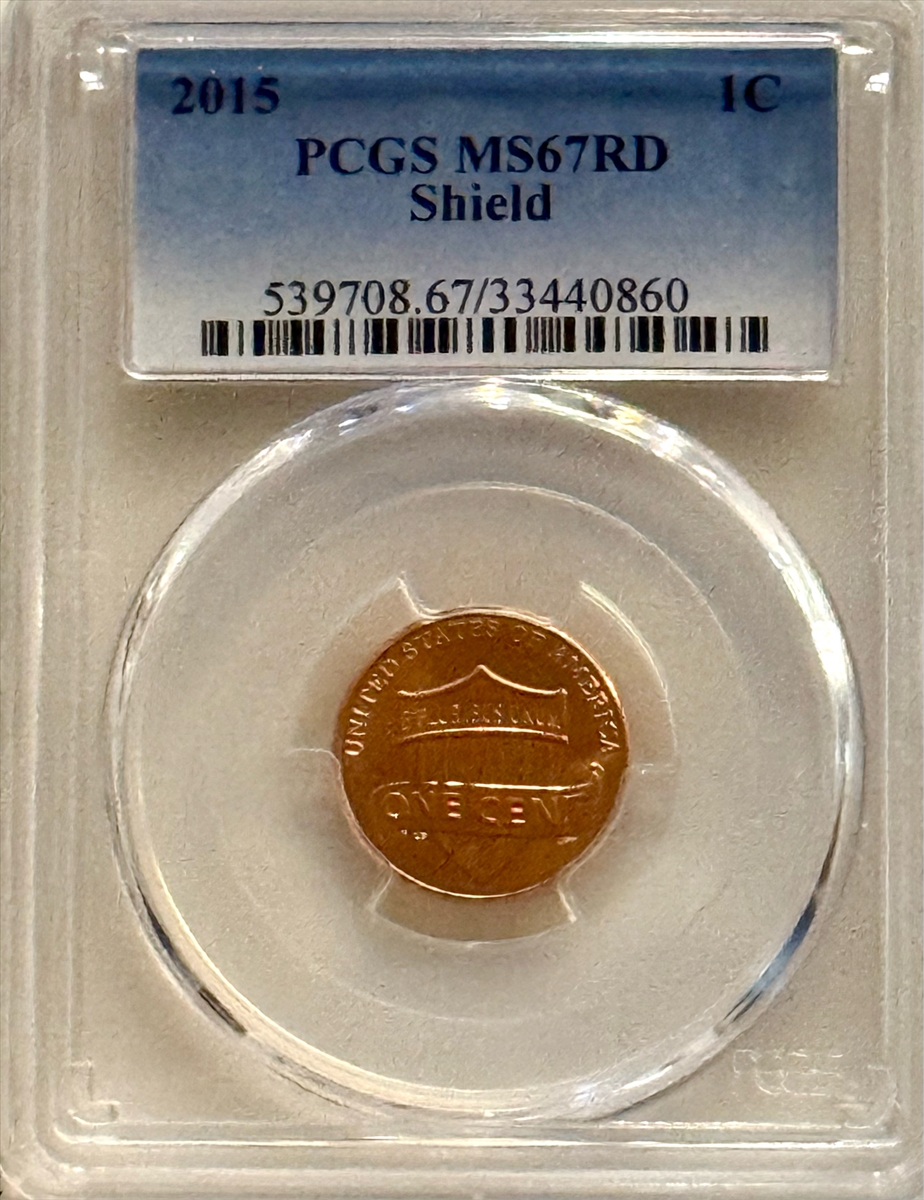 2015 1C
PCGS MS67RD
Shield
539708.67/33440860
UNITED STATES OF AMERICA
E PLURIBUS UNUM
ONE CENT